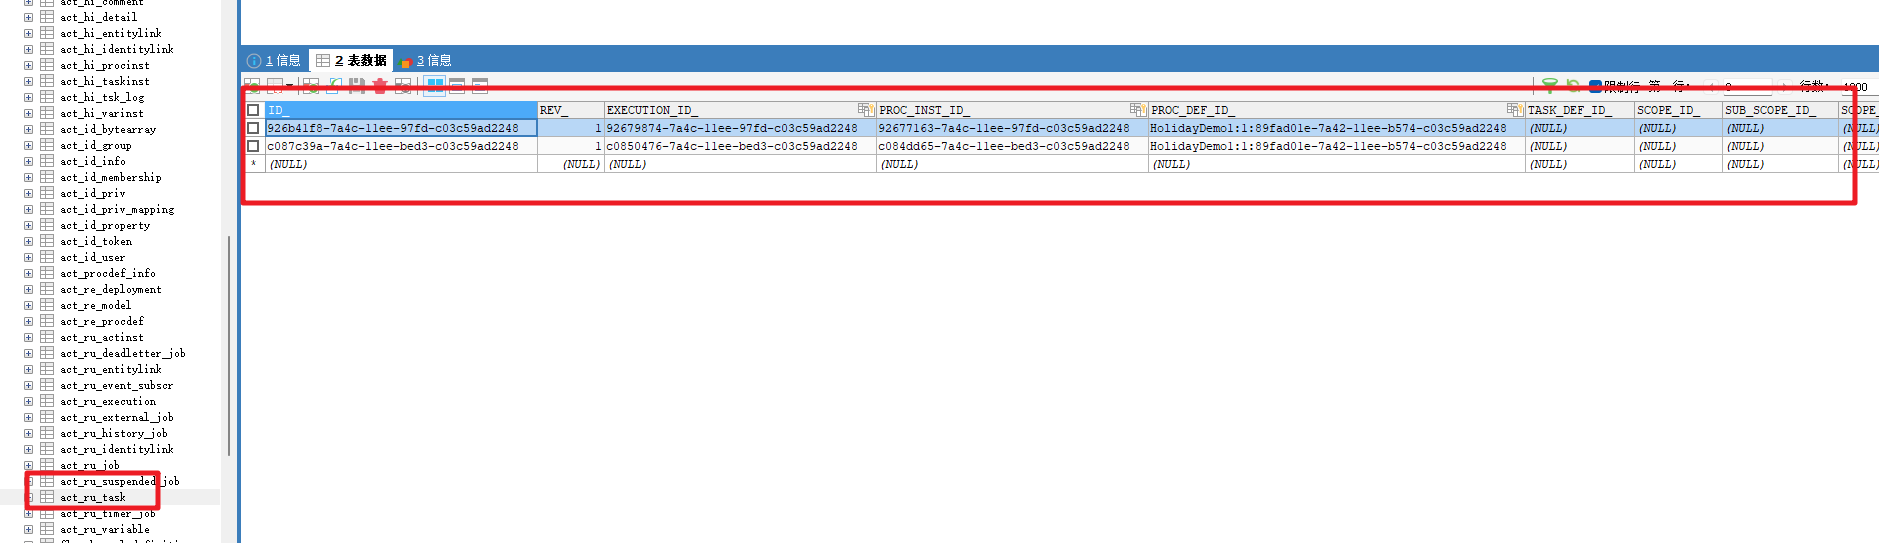 act_hi_comment
act_hi_detail
act_hi_entitylink
act_hi_identitylink
act_hi_procinst
act_hi_taskinst
act_hi_tsk_log
act_hi_varinst
act_id_bytearray
act_id_group
act_id_info
act_id_membership
act_id_priv
act_id_priv_mapping
act_id_property
act_id_token
act_id_user
act_procdef_info
act_re_deployment
act_re_model
act_re_procdef
act_ru_actinst
act_ru_deadletter_job
act_ru_entitylink
act_ru_event_subscr
act_ru_execution
act_ru_external_job
act_ru_history_job
act_ru_identitylink
act_ru_job
act_ru_suspended_job
act_ru_task
act_ru_timer_job
act_ru_variable
1 信息 2 表数据 3 信息
限制行 第一行: 0 行数: 1000
ID_ REV_ EXECUTION_ID_ PROC_INST_ID_ PROC_DEF_ID_ TASK_DEF_ID_ SCOPE_ID_ SUB_SCOPE_ID_ SCOPE_
926b41f8-7a4c-11ee-97fd-c03c59ad2248 1 92679874-7a4c-11ee-97fd-c03c59ad2248 92677163-7a4c-11ee-97fd-c03c59ad2248 HolidayDemo1:1:89fad01e-7a42-11ee-b574-c03c59ad2248 (NULL) (NULL) (NULL) (NULL)
c087c39a-7a4c-11ee-bed3-c03c59ad2248 1 c0850476-7a4c-11ee-bed3-c03c59ad2248 c084dd65-7a4c-11ee-bed3-c03c59ad2248 HolidayDemo1:1:89fad01e-7a42-11ee-b574-c03c59ad2248 (NULL) (NULL) (NULL) (NULL)
* (NULL) (NULL) (NULL) (NULL) (NULL) (NULL) (NULL) (NULL) (NULL)